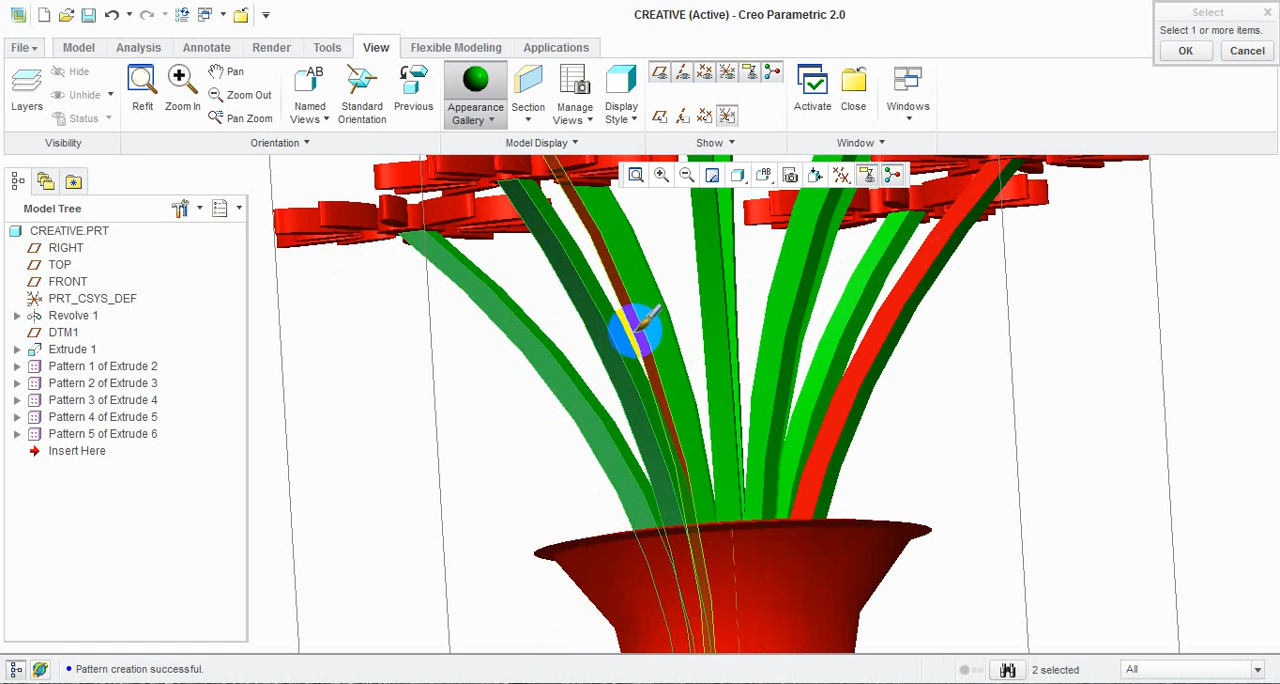 CREATIVE (Active) - Creo Parametric 2.0
Select
Select 1 or more items.
OK Cancel
File Model Analysis Annotate Render Tools View Flexible Modeling Applications
Layers
Hide
Unhide
Status
Visibility
Refit
Zoom In
Pan
Zoom Out
Pan Zoom
Named Views
Standard Orientation
Previous
Orientation
Appearance Gallery
Section
Manage Views
Display Style
Model Display
Show
Activate
Close
Windows
Window
Model Tree
CREATIVE.PRT
RIGHT
TOP
FRONT
PRT_CSYS_DEF
Revolve 1
DTM1
Extrude 1
Pattern 1 of Extrude 2
Pattern 2 of Extrude 3
Pattern 3 of Extrude 4
Pattern 4 of Extrude 5
Pattern 5 of Extrude 6
Insert Here
Pattern creation successful.
2 selected
All